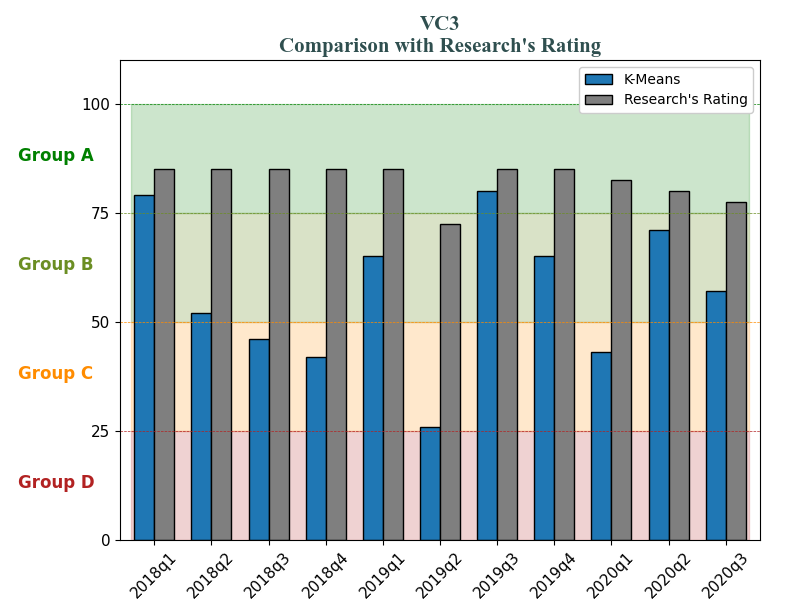 VC3
Comparison with Research's Rating
K-Means
Research's Rating
100
Group A
75
Group B
50
Group C
25
Group D
0
2018q1 2018q2 2018q3 2018q4 2019q1 2019q2 2019q3 2019q4 2020q1 2020q2 2020q3